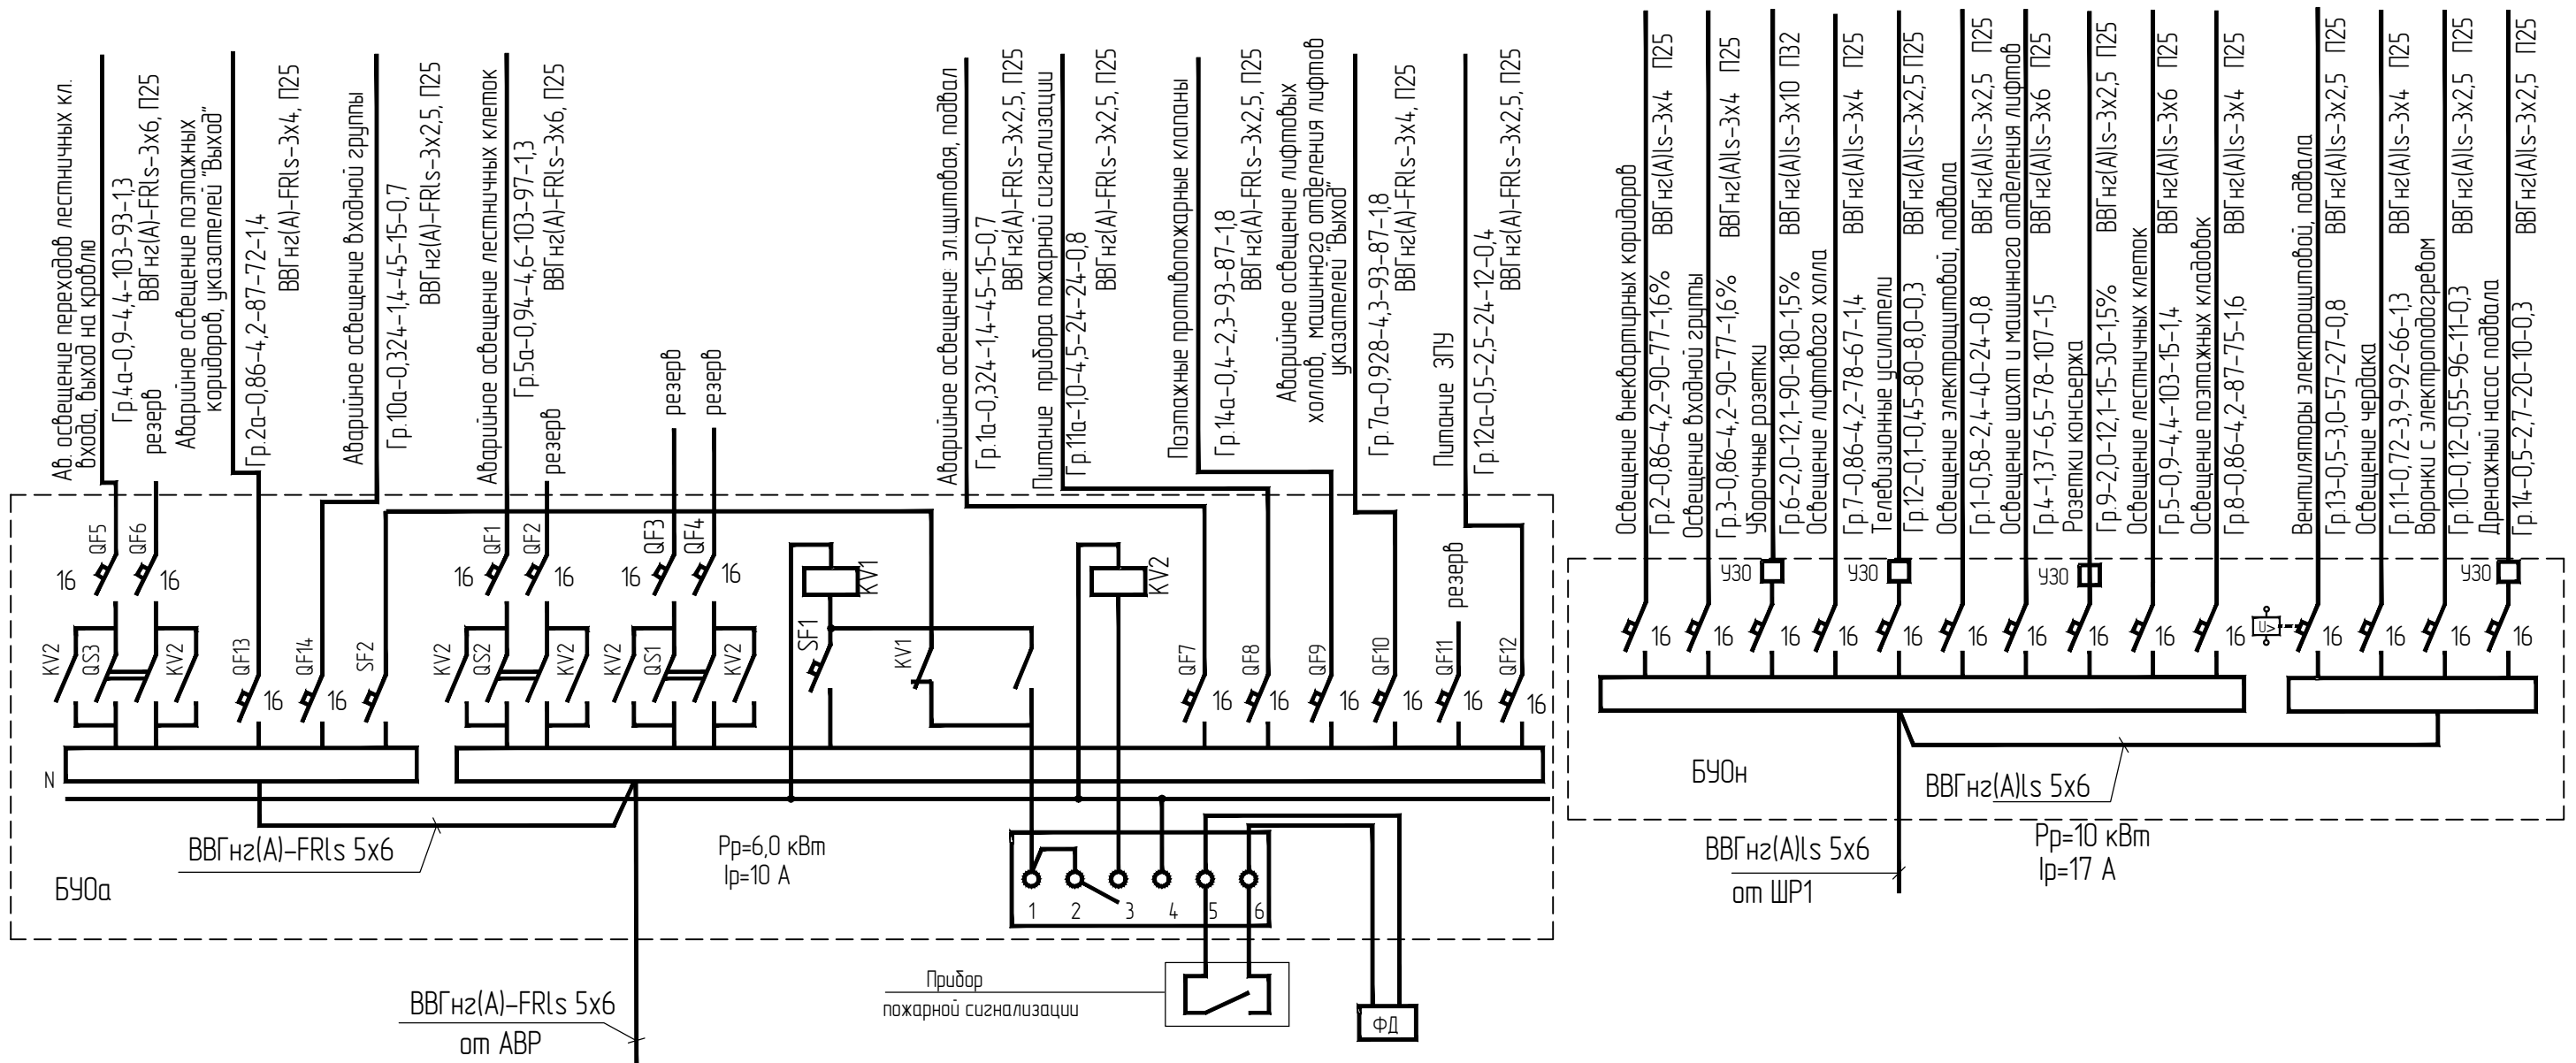 Ав. освещение переходов лестничных кл.
входа, выход на кровлю
Гр.4а-0,9-4,4-103-93-1,3
ВВГнг(А)-FRls-3х6, П25
резерв
Аварийное освещение поэтажных
коридоров, указателей "Выход"
Гр.2а-0,86-4,2-87-72-1,4
ВВГнг(А)-FRls-3х4, П25
Аварийное освещение входной группы
Гр.10а-0,324-1,4-45-15-0,7
ВВГнг(А)-FRls-3х2,5, П25
Аварийное освещение лестничных клеток
Гр.5а-0,94-4,6-103-97-1,3
ВВГнг(А)-FRls-3х6, П25
резерв
резерв
резерв
Аварийное освещение: эл.щитовая, подвал
Гр.1а-0,324-1,4-45-15-0,7
ВВГнг(А)-FRls-3х2,5, П25
Питание прибора пожарной сигнализации
Гр.11а-1,0-4,5-24-24-0,8
ВВГнг(А)-FRls-3х2,5, П25
Поэтажные противопожарные клапаны
Гр.14а-0,4-2,3-93-87-1,8
ВВГнг(А)-FRls-3х2,5, П25
Аварийное освещение лифтовых
холлов, машинного отделения лифтов
указателей"Выход"
Гр.7а-0,928-4,3-93-87-1,8
ВВГнг(А)-FRls-3х4, П25
резерв
Питание ЗПУ
Гр.12а-0,5-2,5-24-12-0,4
ВВГнг(А)-FRls-3х2,5, П25
QF5
QF6
QF1
QF2
QF3
QF4
16
16
16
16
16
16
KV1
KV2
KV2
QS3
KV2
QF13
16
QF14
16
SF2
KV2
QS2
KV2
KV2
QS1
KV2
SF1
KV1
QF7
16
QF8
16
QF9
16
QF10
16
QF11
16
QF12
16
N
ВВГнг(А)-FRls 5х6
БУОа
Рр=6,0 кВт
Iр=10 А
1
2
3
4
5
6
ВВГнг(А)-FRls 5х6
от АВР
Прибор
пожарной сигнализации
ФД
Освещение внеквартирных коридоров
Гр.2-0,86-4,2-90-77-1,6% ВВГнг(А)ls-3х4 П25
Освещение входной группы
Гр.3-0,86-4,2-90-77-1,6% ВВГнг(А)ls-3х4 П25
Уборочные розетки
Гр.6-2,0-12,1-90-180-1,5% ВВГнг(А)ls-3х10 П32
Освещение лифтового холла
Гр.7-0,86-4,2-78-67-1,4 ВВГнг(А)ls-3х4 П25
Телевизионные усилители
Гр.12-0,1-0,45-80-8,0-0,3 ВВГнг(А)ls-3х2,5 П25
Освещение электрощитовой, подвала
Гр.1-0,58-2,4-40-24-0,8 ВВГнг(А)ls-3х2,5 П25
Освещение шахт и машинного отделения лифтов
Гр.4-1,37-6,5-78-107-1,5 ВВГнг(А)ls-3х6 П25
Розетки консьержа
Гр.9-2,0-12,1-15-30-1,5% ВВГнг(А)ls-3х2,5 П25
Освещение лестничных клеток
Гр.5-0,9-4,4-103-15-1,4 ВВГнг(А)ls-3х6 П25
Освещение поэтажных кладовок
Гр.8-0,86-4,2-87-75-1,6 ВВГнг(А)ls-3х4 П25
Вентиляторы электрощитовой, подвала
Гр.13-0,5-3,0-57-27-0,8 ВВГнг(А)ls-3х2,5 П25
Освещение чердака
Гр.11-0,72-3,9-92-66-1,3 ВВГнг(А)ls-3х4 П25
Воронки с электроподогревом
Гр.10-0,12-0,55-96-11-0,3 ВВГнг(А)ls-3х2,5 П25
Дренажный насос подвала
Гр.14-0,5-2,7-20-10-0,3 ВВГнг(А)ls-3х2,5 П25
УЗО
УЗО
УЗО
УЗО
16
16
16
16
16
16
16
16
16
16
U>
16
16
16
16
БУОн
ВВГнг(А)ls 5х6
ВВГнг(А)ls 5х6
от ШР1
Рр=10 кВт
Iр=17 А